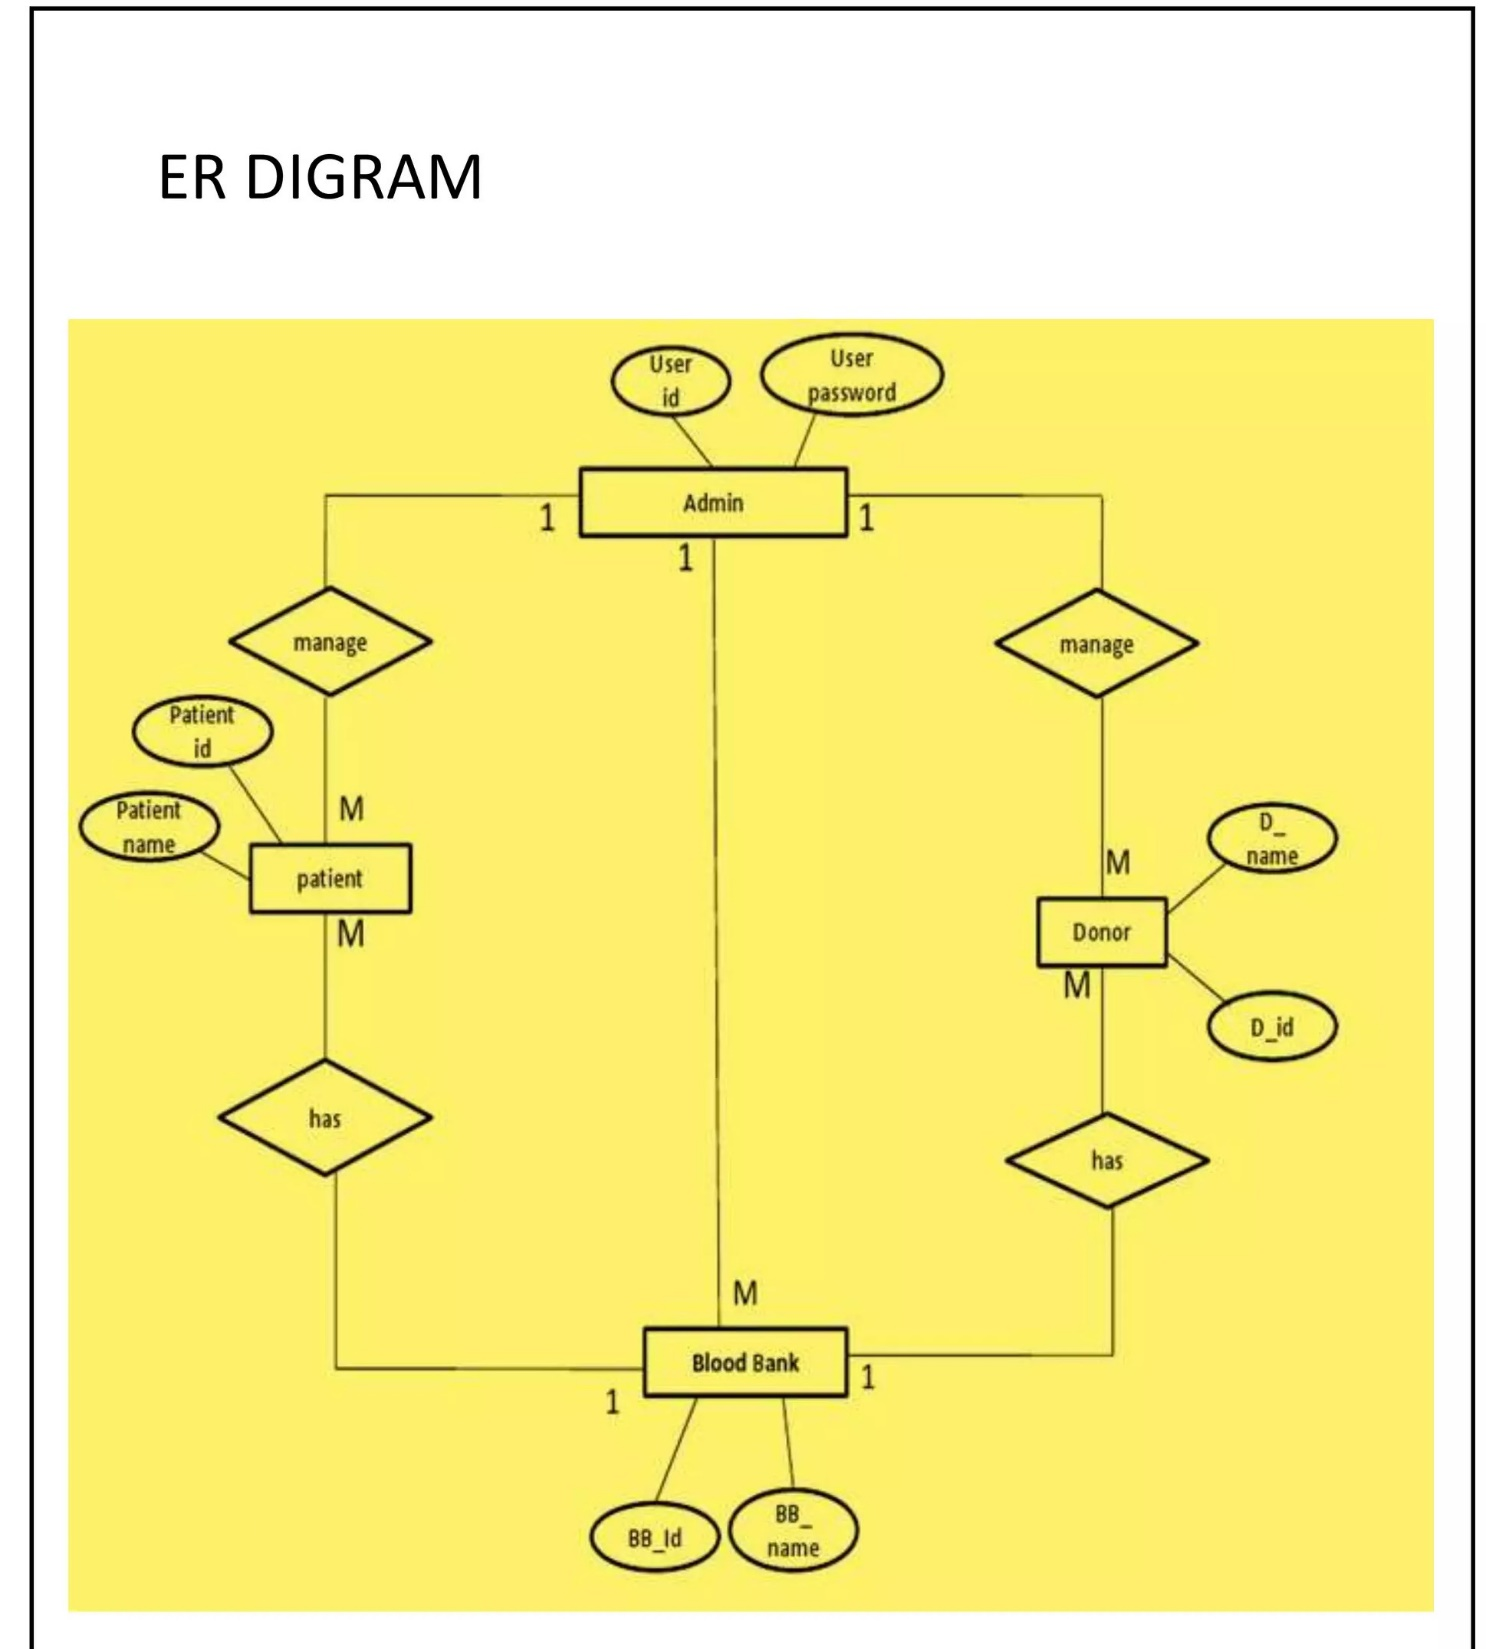 ER DIGRAM
User
id
User
password
Admin
1
1
1
manage
manage
Patient
id
Patient
name
M
patient
M
D_
name
M
Donor
M
D_id
has
has
M
Blood Bank
1
1
BB_Id
BB_
name